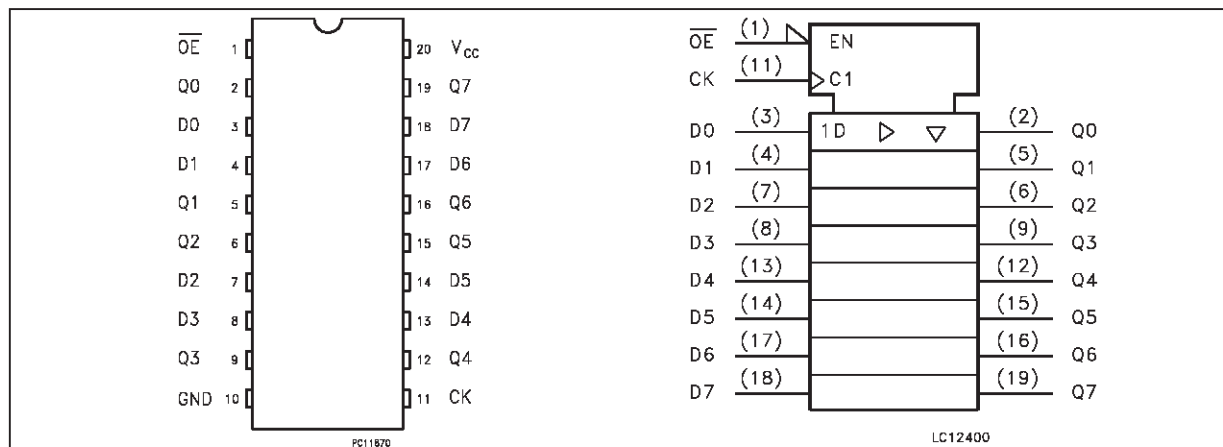 OE 1 20 VCC
Q0 2 19 Q7
D0 3 18 D7
D1 4 17 D6
Q1 5 16 Q6
Q2 6 15 Q5
D2 7 14 D5
D3 8 13 D4
Q3 9 12 Q4
GND 10 11 CK
PC11670
OE (1) EN
CK (11) C1
D0 (3) 1D (2) Q0
D1 (4) (5) Q1
D2 (7) (6) Q2
D3 (8) (9) Q3
D4 (13) (12) Q4
D5 (14) (15) Q5
D6 (17) (16) Q6
D7 (18) (19) Q7
LC12400